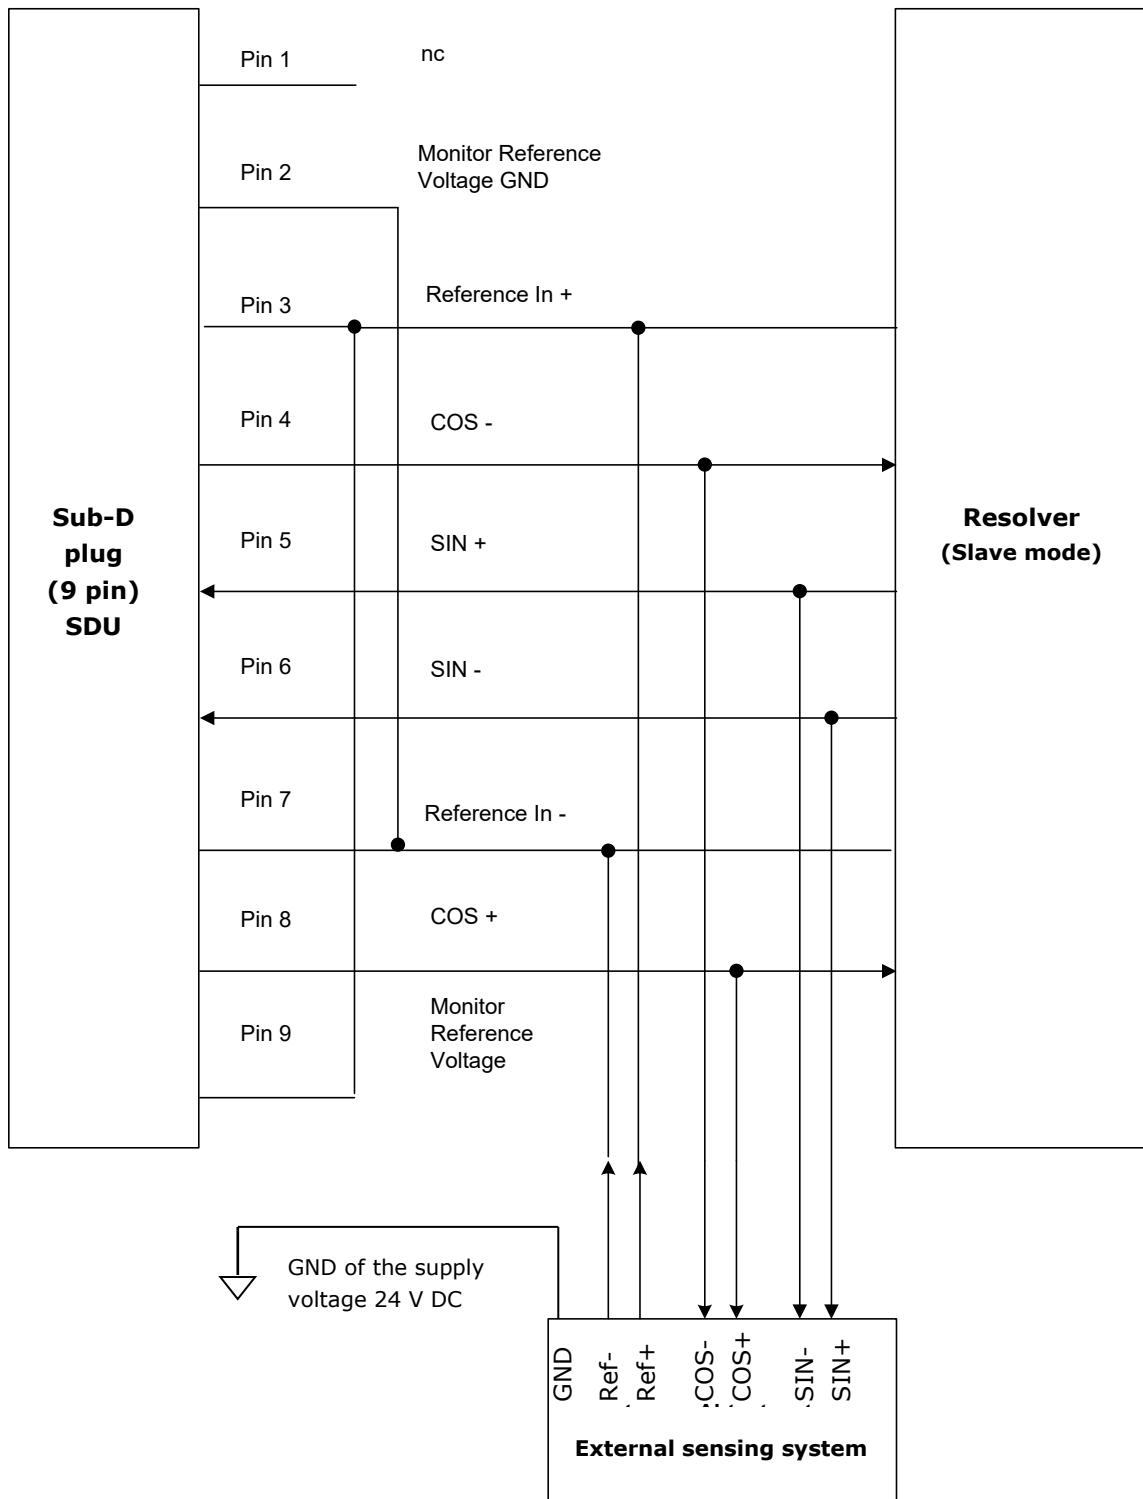 Pin 1
nc
Pin 2
Monitor Reference
Voltage GND
Pin 3
Reference In +
Pin 4
COS -
Sub-D
plug
(9 pin)
SDU
Pin 5
SIN +
Resolver
(Slave mode)
Pin 6
SIN -
Pin 7
Reference In -
Pin 8
COS +
Pin 9
Monitor
Reference
Voltage
GND of the supply
voltage 24 V DC
GND
Ref-
Ref+
COS-
COS+
SIN-
SIN+
External sensing system